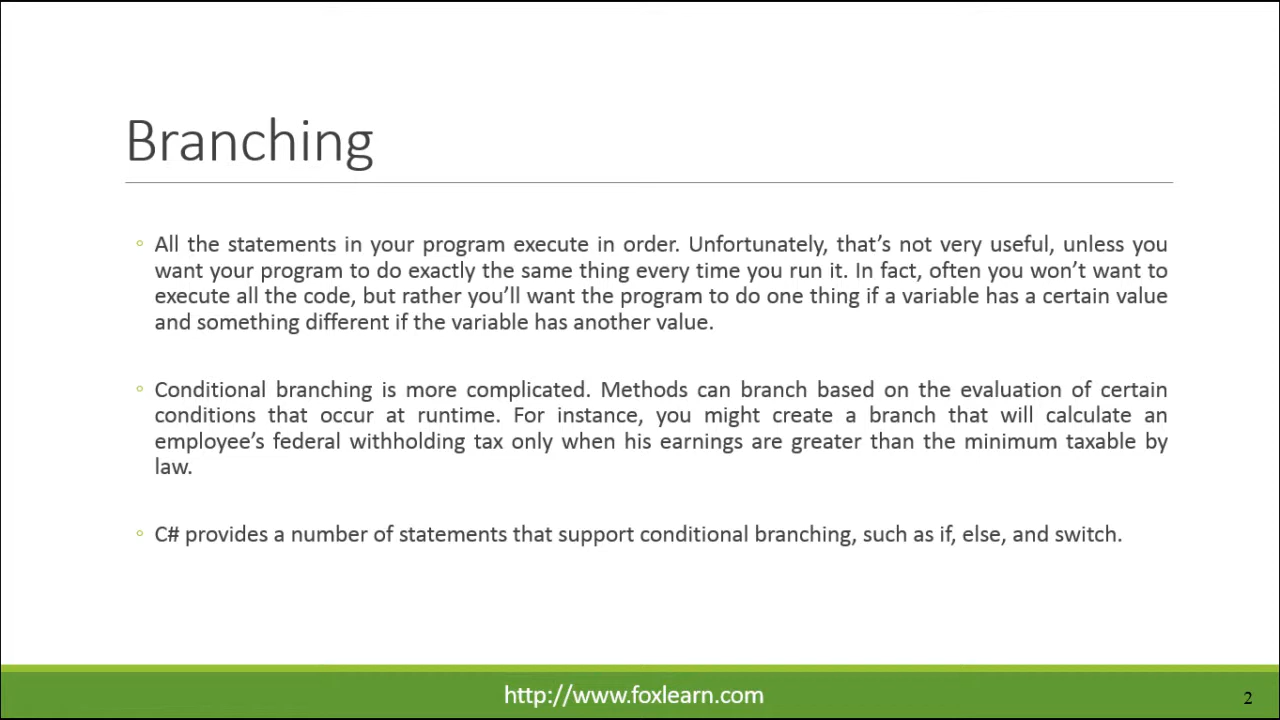 Branching
◦ All the statements in your program execute in order. Unfortunately, that's not very useful, unless you
want your program to do exactly the same thing every time you run it. In fact, often you won't want to
execute all the code, but rather you'll want the program to do one thing if a variable has a certain value
and something different if the variable has another value.
◦ Conditional branching is more complicated. Methods can branch based on the evaluation of certain
conditions that occur at runtime. For instance, you might create a branch that will calculate an
employee's federal withholding tax only when his earnings are greater than the minimum taxable by
law.
◦ C# provides a number of statements that support conditional branching, such as if, else, and switch.
http://www.foxlearn.com
2